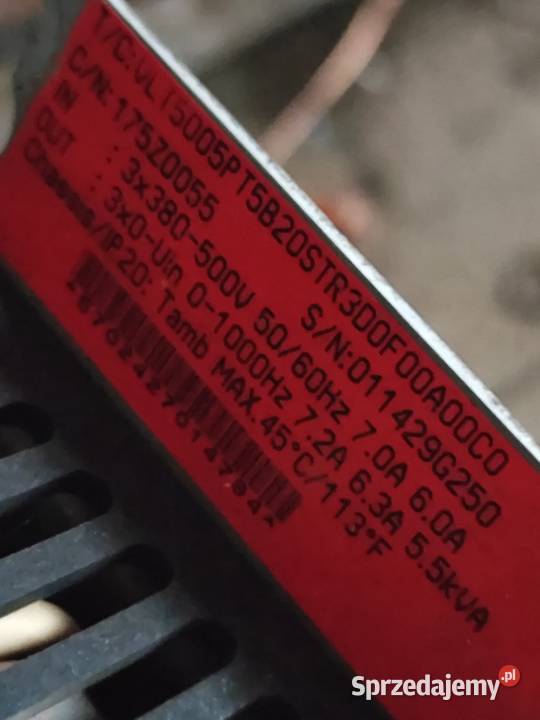 T/C:VLT5005PT5B20STR3D0F00A00C0
C/N:175Z0055 S/N:011429G250
IN : 3x380-500V 50/60Hz 7.0A 6.0A
OUT : 3x0-Uin 0-1000Hz 7.2A 6.3A 5.5kVA
Chassis/IP20: Tamb MAX.45°C/113°F
Sprzedajemy.pl